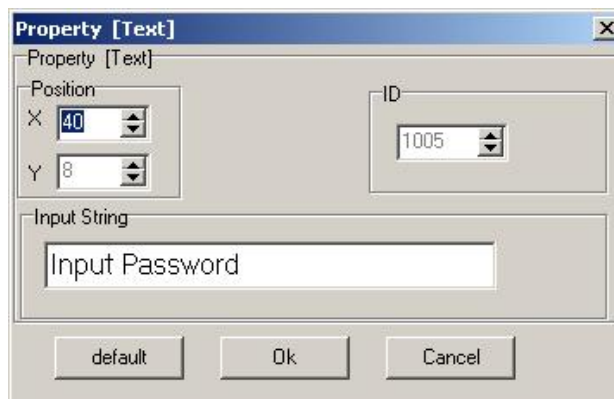 Property [Text]
Property [Text]
Position
ID
X 40
1005
Y 8
Input String
Input Password
default Ok Cancel